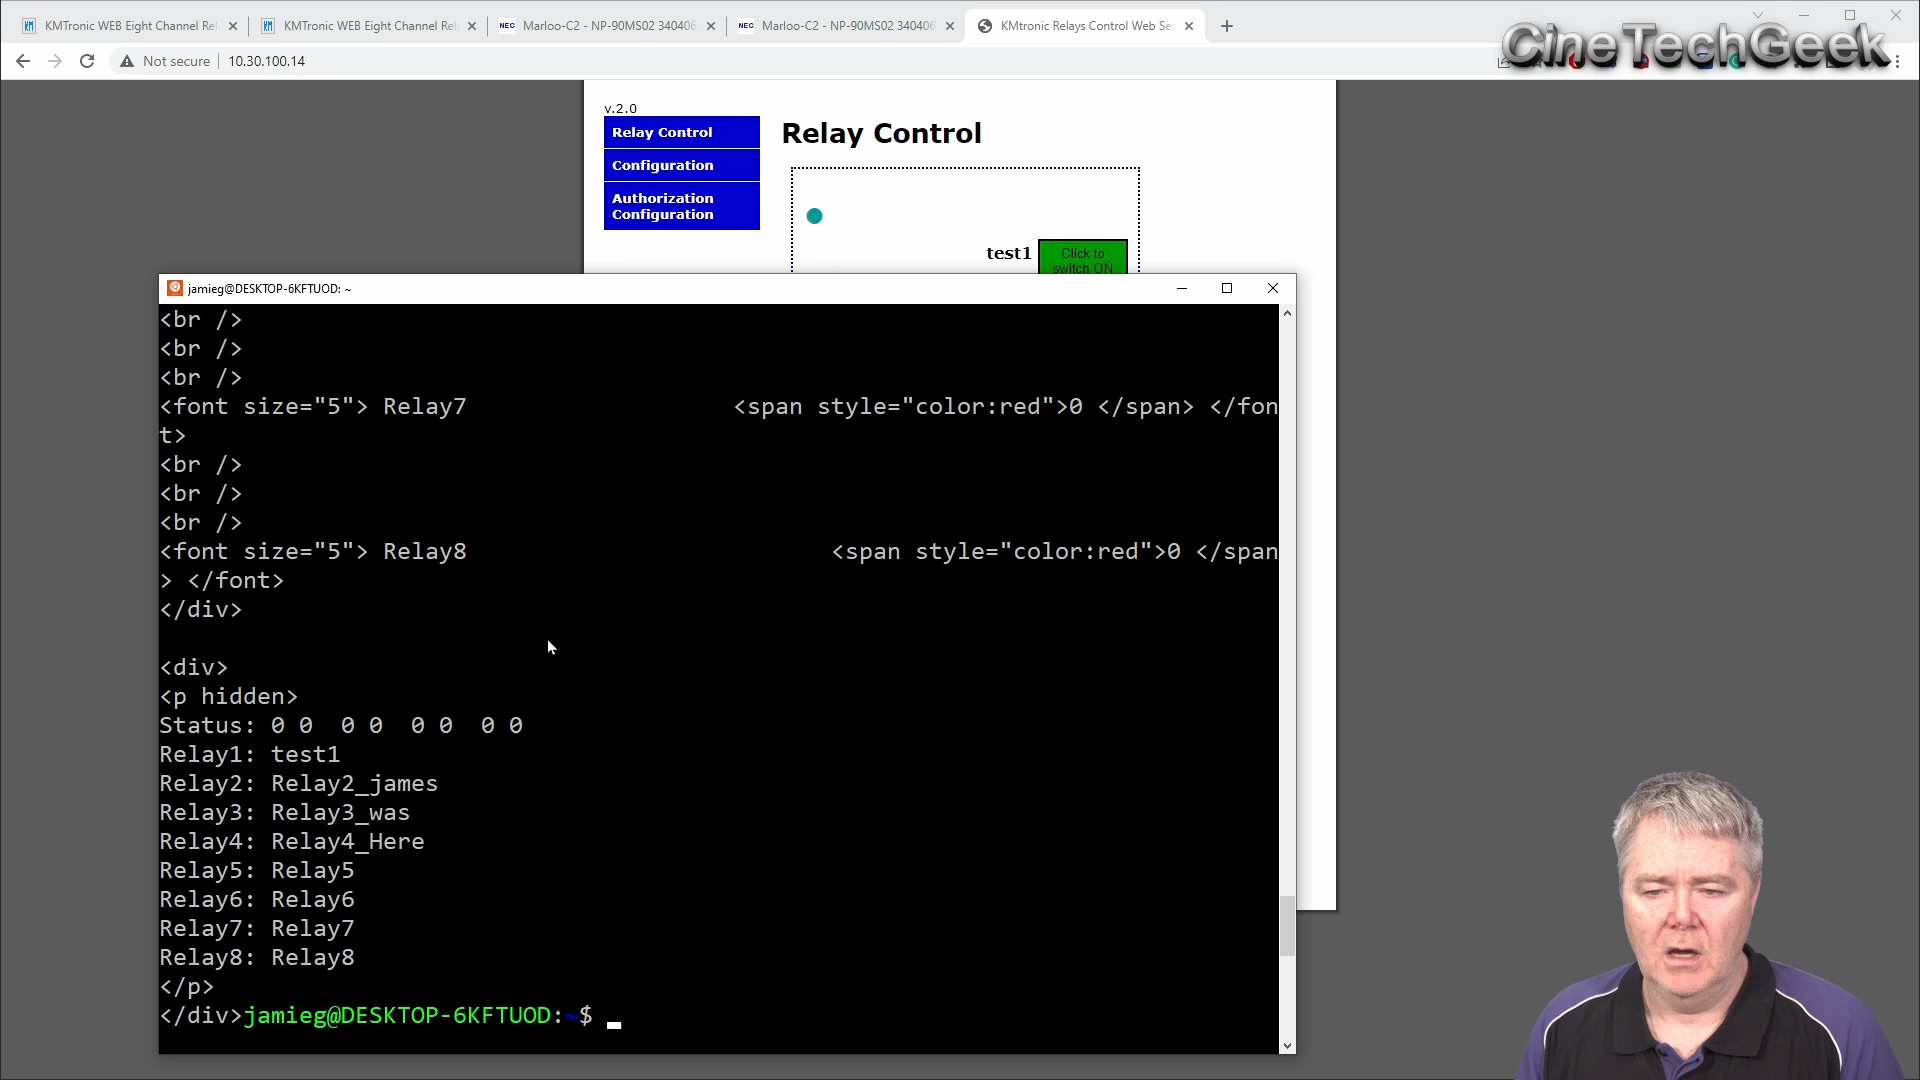 KMTronic WEB Eight Channel Rel
KMTronic WEB Eight Channel Rel
NEC Marloo-C2 - NP-90MS02 340406
NEC Marloo-C2 - NP-90MS02 340406
KMtronic Relays Control Web Ser
CineTechGeek
Not secure
10.30.100.14
v.2.0
Relay Control
Configuration
Authorization
Configuration
Relay Control
test1
Click to
switch ON
jamieg@DESKTOP-6KFTUOD: ~
<br />
<br />
<br />
<font size="5"> Relay7 <span style="color:red">0 </span> </fon
t>
<br />
<br />
<br />
<font size="5"> Relay8 <span style="color:red">0 </span
> </font>
</div>
<div>
<p hidden>
Status: 0 0  0 0  0 0  0 0
Relay1: test1
Relay2: Relay2_james
Relay3: Relay3_was
Relay4: Relay4_Here
Relay5: Relay5
Relay6: Relay6
Relay7: Relay7
Relay8: Relay8
</p>
</div>jamieg@DESKTOP-6KFTUOD:~$